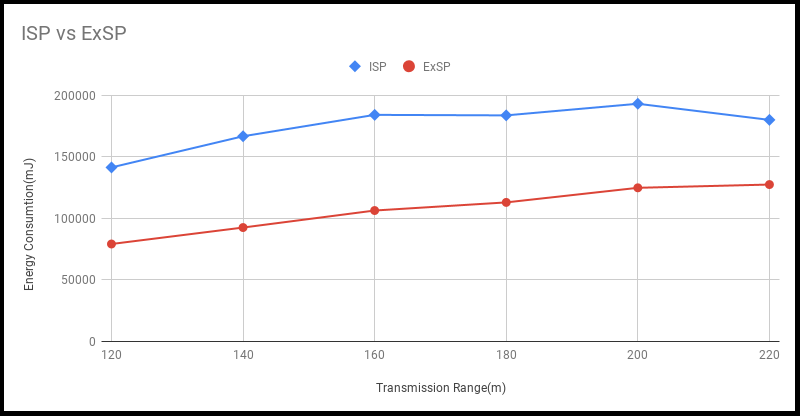 ISP vs ExSP
ISP
ExSP
200000
150000
100000
50000
0
Energy Consumtion(mJ)
120 140 160 180 200 220
Transmission Range(m)